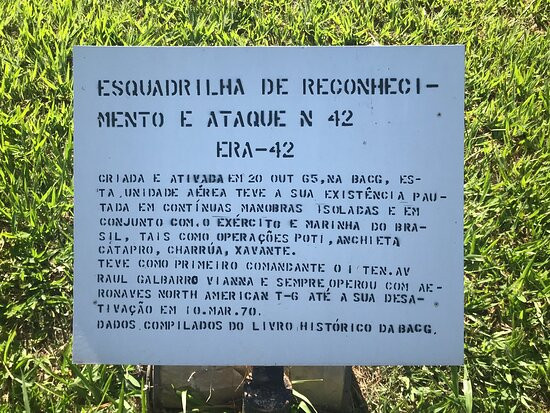 ESQUADRILHA DE RECONHECI-
MENTO E ATAQUE N 42
ERA-42
CRIADA E ATIVADA EM 20 OUT 65, NA BACG, ES-
TA UNIDADE AÉREA TEVE A SUA EXISTÊNCIA PAU-
TADA EM CONTÍNUAS MANOBRAS ISOLADAS E EM
CONJUNTO COM.O EXÉRCITO E MARINHA DO BRA-
SIL, TAIS COMO OPERAÇÕES POTI, ANCHIETA
CATAPRO, CHARRÚA, XAVANTE.
TEVE COMO PRIMEIRO COMANDANTE O 1º TEN. AV
RAUL GALBARRO VIANNA E SEMPRE OPEROU COM AE-
RONAVES NORTH AMERICAN T-6 ATÉ A SUA DESA-
TIVAÇÃO EM 10.MAR.70.
DADOS COMPILADOS DO LIVRO HISTÓRICO DA BACG.